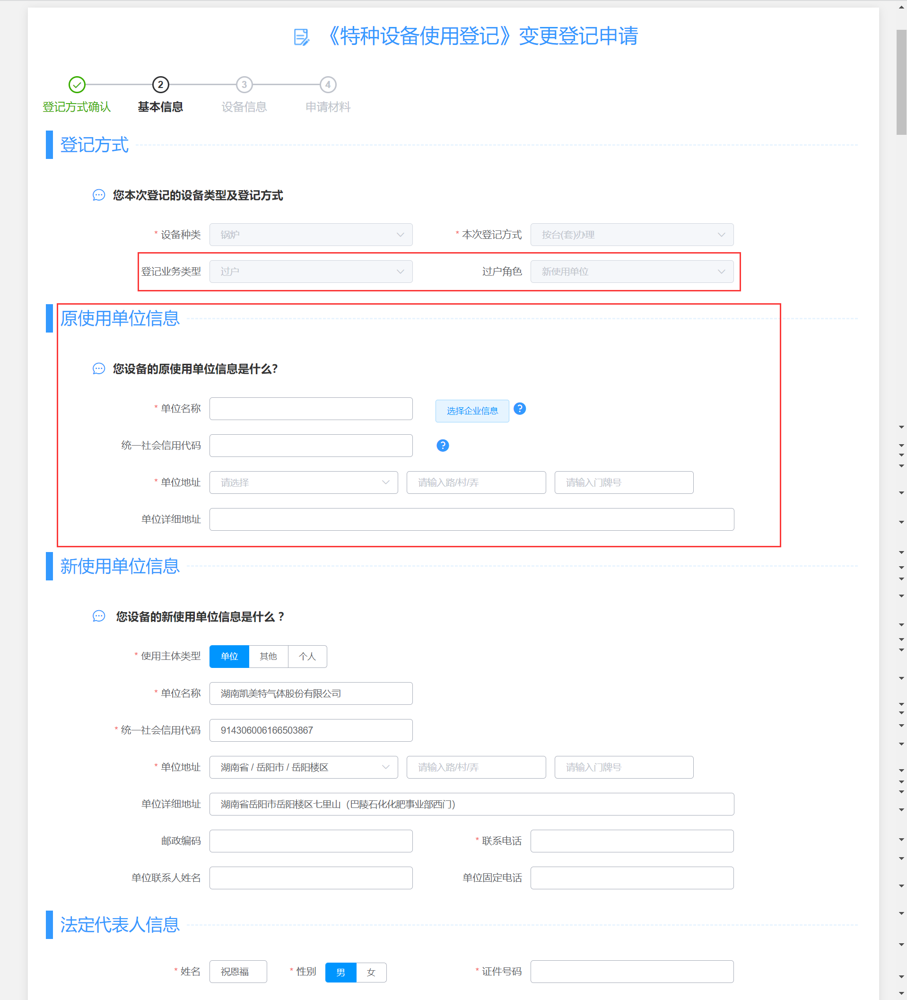 《特种设备使用登记》变更登记申请
2 3 4
登记方式确认 基本信息 设备信息 申请材料
登记方式
您本次登记的设备类型及登记方式
* 设备种类 锅炉 * 本次登记方式 按台(套)办理
登记业务类型 过户 过户角色 新使用单位
原使用单位信息
您设备的原使用单位信息是什么?
* 单位名称 选择企业信息 ?
统一社会信用代码 ?
* 单位地址 请选择 请输入路/村/弄 请输入门牌号
单位详细地址
新使用单位信息
您设备的新使用单位信息是什么？
* 使用主体类型 单位 其他 个人
* 单位名称 湖南凯美特气体股份有限公司
* 统一社会信用代码 914306006166503867
* 单位地址 湖南省 / 岳阳市 / 岳阳楼区 请输入路/村/弄 请输入门牌号
单位详细地址 湖南省岳阳市岳阳楼区七里山（巴陵石化化肥事业部西门）
邮政编码 * 联系电话
单位联系人姓名 单位固定电话
法定代表人信息
* 姓名 祝恩福 * 性别 男 女 * 证件号码